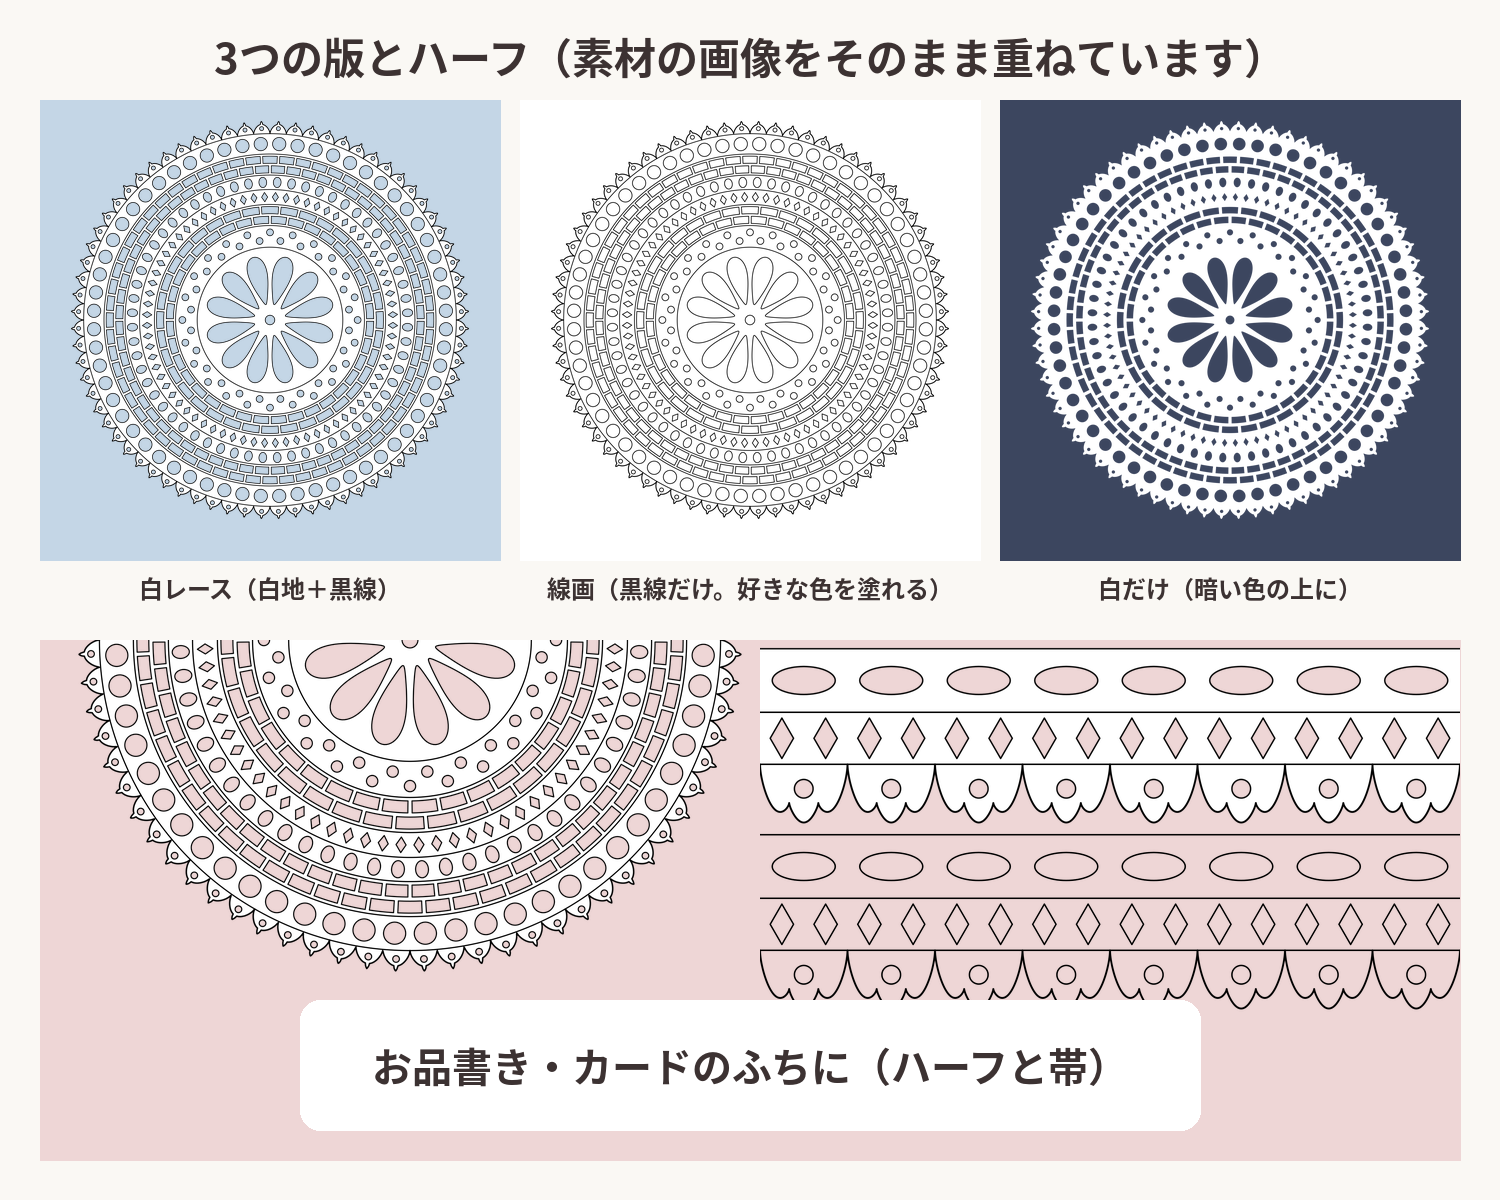 3つの版とハーフ（素材の画像をそのまま重ねています）
白レース（白地＋黒線）
線画（黒線だけ。好きな色を塗れる）
白だけ（暗い色の上に）
お品書き・カードのふちに（ハーフと帯）